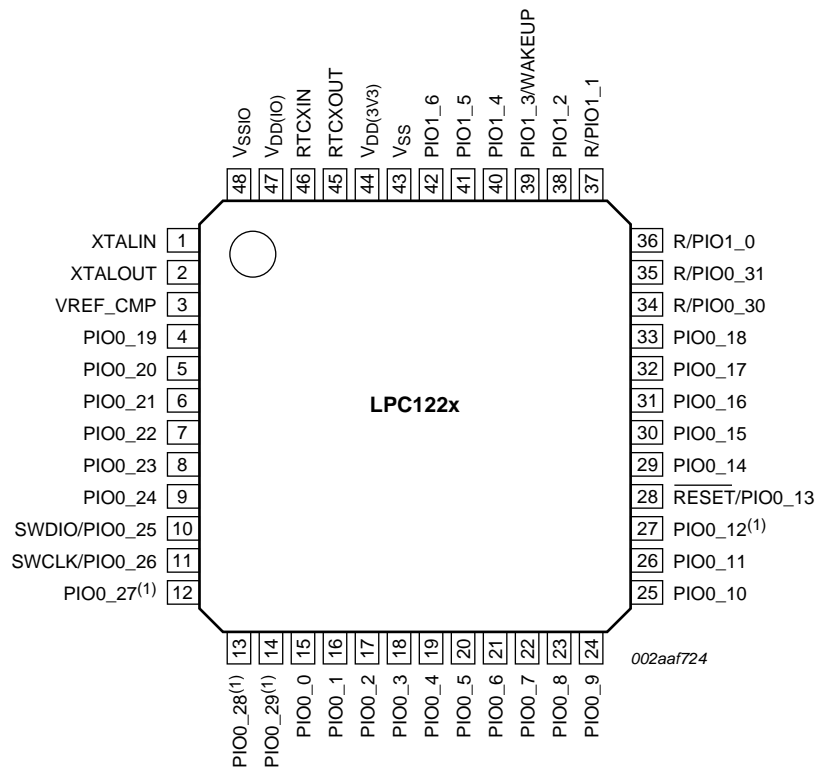 VSSIO
VDD(IO)
RTCXIN
RTCXOUT
VDD(3V3)
VSS
PIO1_6
PIO1_5
PIO1_4
PIO1_3/WAKEUP
PIO1_2
R/PIO1_1
48 47 46 45 44 43 42 41 40 39 38 37
XTALIN 1
XTALOUT 2
VREF_CMP 3
PIO0_19 4
PIO0_20 5
PIO0_21 6
PIO0_22 7
PIO0_23 8
PIO0_24 9
SWDIO/PIO0_25 10
SWCLK/PIO0_26 11
PIO0_27(1) 12
LPC122x
36 R/PIO1_0
35 R/PIO0_31
34 R/PIO0_30
33 PIO0_18
32 PIO0_17
31 PIO0_16
30 PIO0_15
29 PIO0_14
28 RESET/PIO0_13
27 PIO0_12(1)
26 PIO0_11
25 PIO0_10
13 14 15 16 17 18 19 20 21 22 23 24
PIO0_28(1)
PIO0_29(1)
PIO0_0
PIO0_1
PIO0_2
PIO0_3
PIO0_4
PIO0_5
PIO0_6
PIO0_7
PIO0_8
PIO0_9
002aaf724